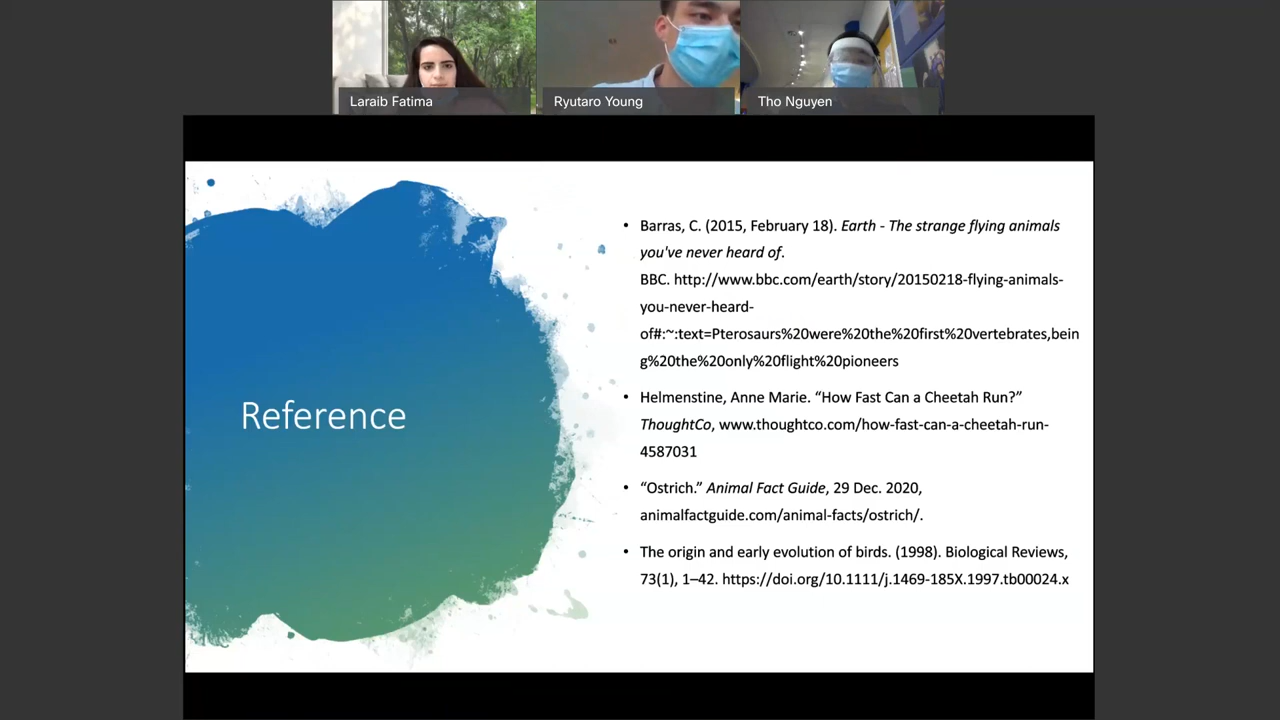 Laraib Fatima
Ryutaro Young
Tho Nguyen
Reference
• Barras, C. (2015, February 18). Earth - The strange flying animals
you've never heard of.
BBC. http://www.bbc.com/earth/story/20150218-flying-animals-
you-never-heard-
of#:~:text=Pterosaurs%20were%20the%20first%20vertebrates,bein
g%20the%20only%20flight%20pioneers
• Helmenstine, Anne Marie. “How Fast Can a Cheetah Run?”
ThoughtCo, www.thoughtco.com/how-fast-can-a-cheetah-run-
4587031
• “Ostrich.” Animal Fact Guide, 29 Dec. 2020,
animalfactguide.com/animal-facts/ostrich/.
• The origin and early evolution of birds. (1998). Biological Reviews,
73(1), 1–42. https://doi.org/10.1111/j.1469-185X.1997.tb00024.x